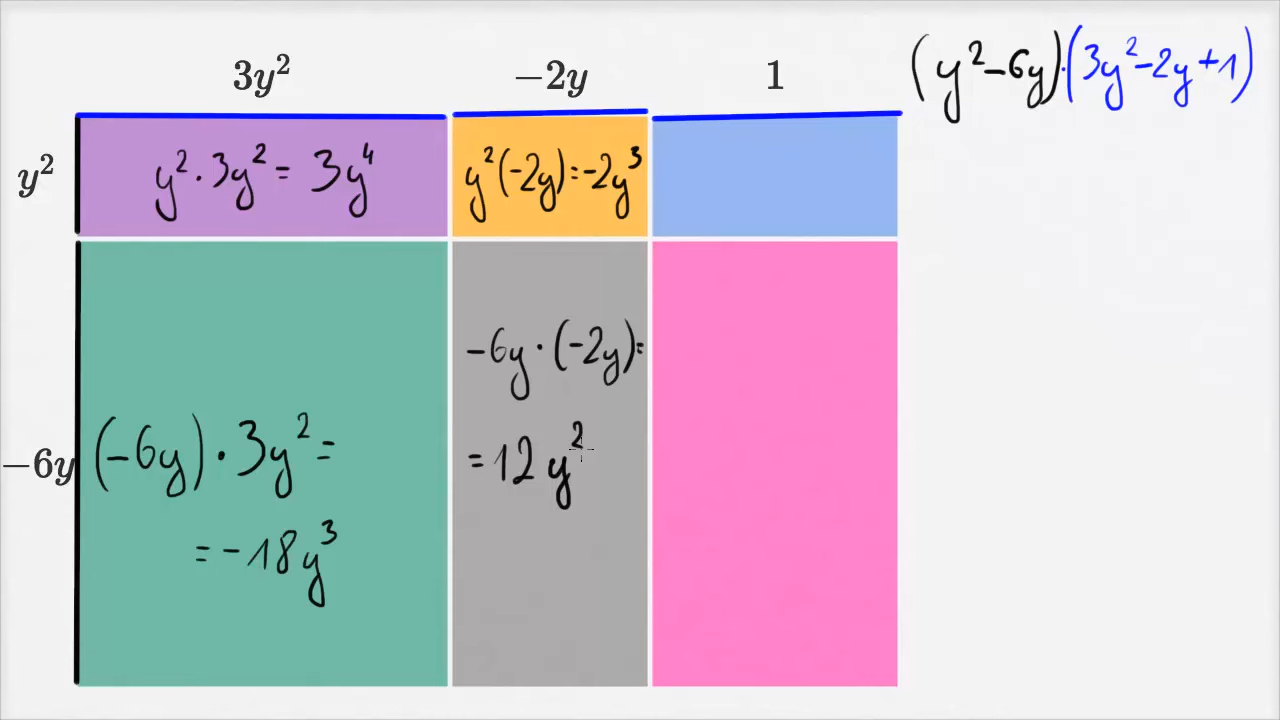 3y² −2y 1
(y²−6y)·(3y²−2y+1)
y²
y²·3y²= 3y⁴
y²(−2y)=−2y³
−6y·(−2y)=
=12y²
−6y
(−6y)·3y²=
=−18y³